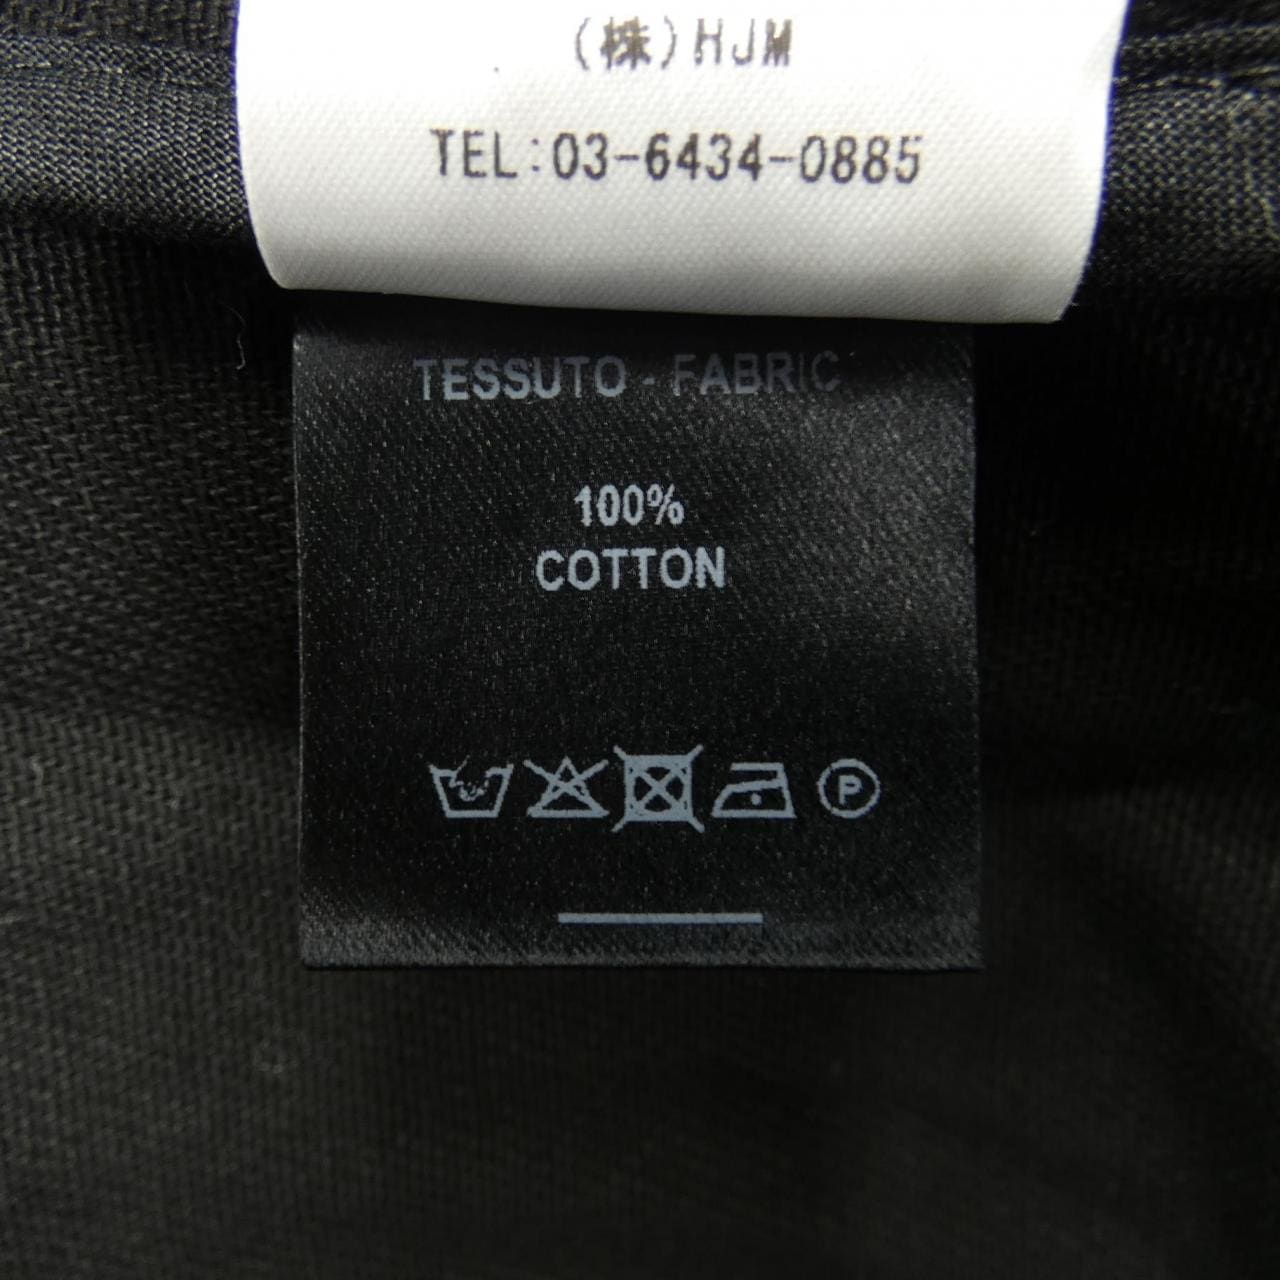 (株)HJM
TEL:03-6434-0885
TESSUTO - FABRIC
100%
COTTON
P